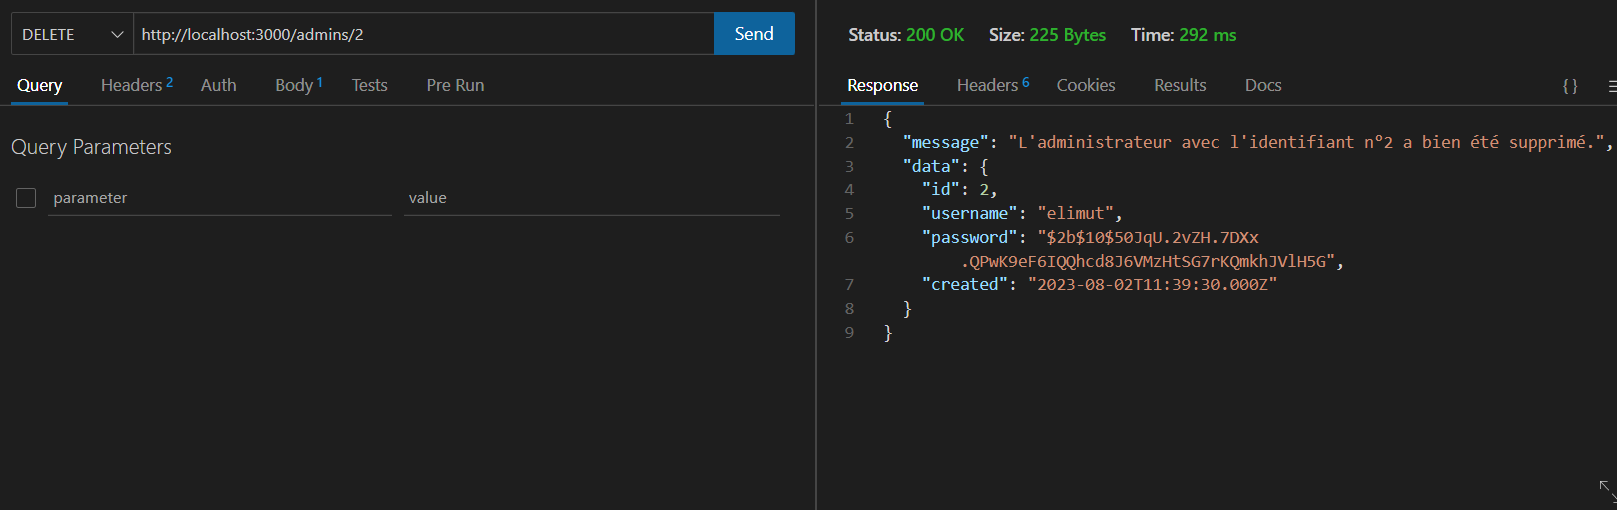 DELETE http://localhost:3000/admins/2 Send
Query Headers 2 Auth Body 1 Tests Pre Run
Query Parameters
parameter value
Status: 200 OK Size: 225 Bytes Time: 292 ms
Response Headers 6 Cookies Results Docs { }
1 {
2 "message": "L'administrateur avec l'identifiant n°2 a bien été supprimé.",
3 "data": {
4 "id": 2,
5 "username": "elimut",
6 "password": "$2b$10$50JqU.2vZH.7DXx
.QPwK9eF6IQQhcd8J6VMzHtSG7rKQmkhJVlH5G",
7 "created": "2023-08-02T11:39:30.000Z"
8 }
9 }